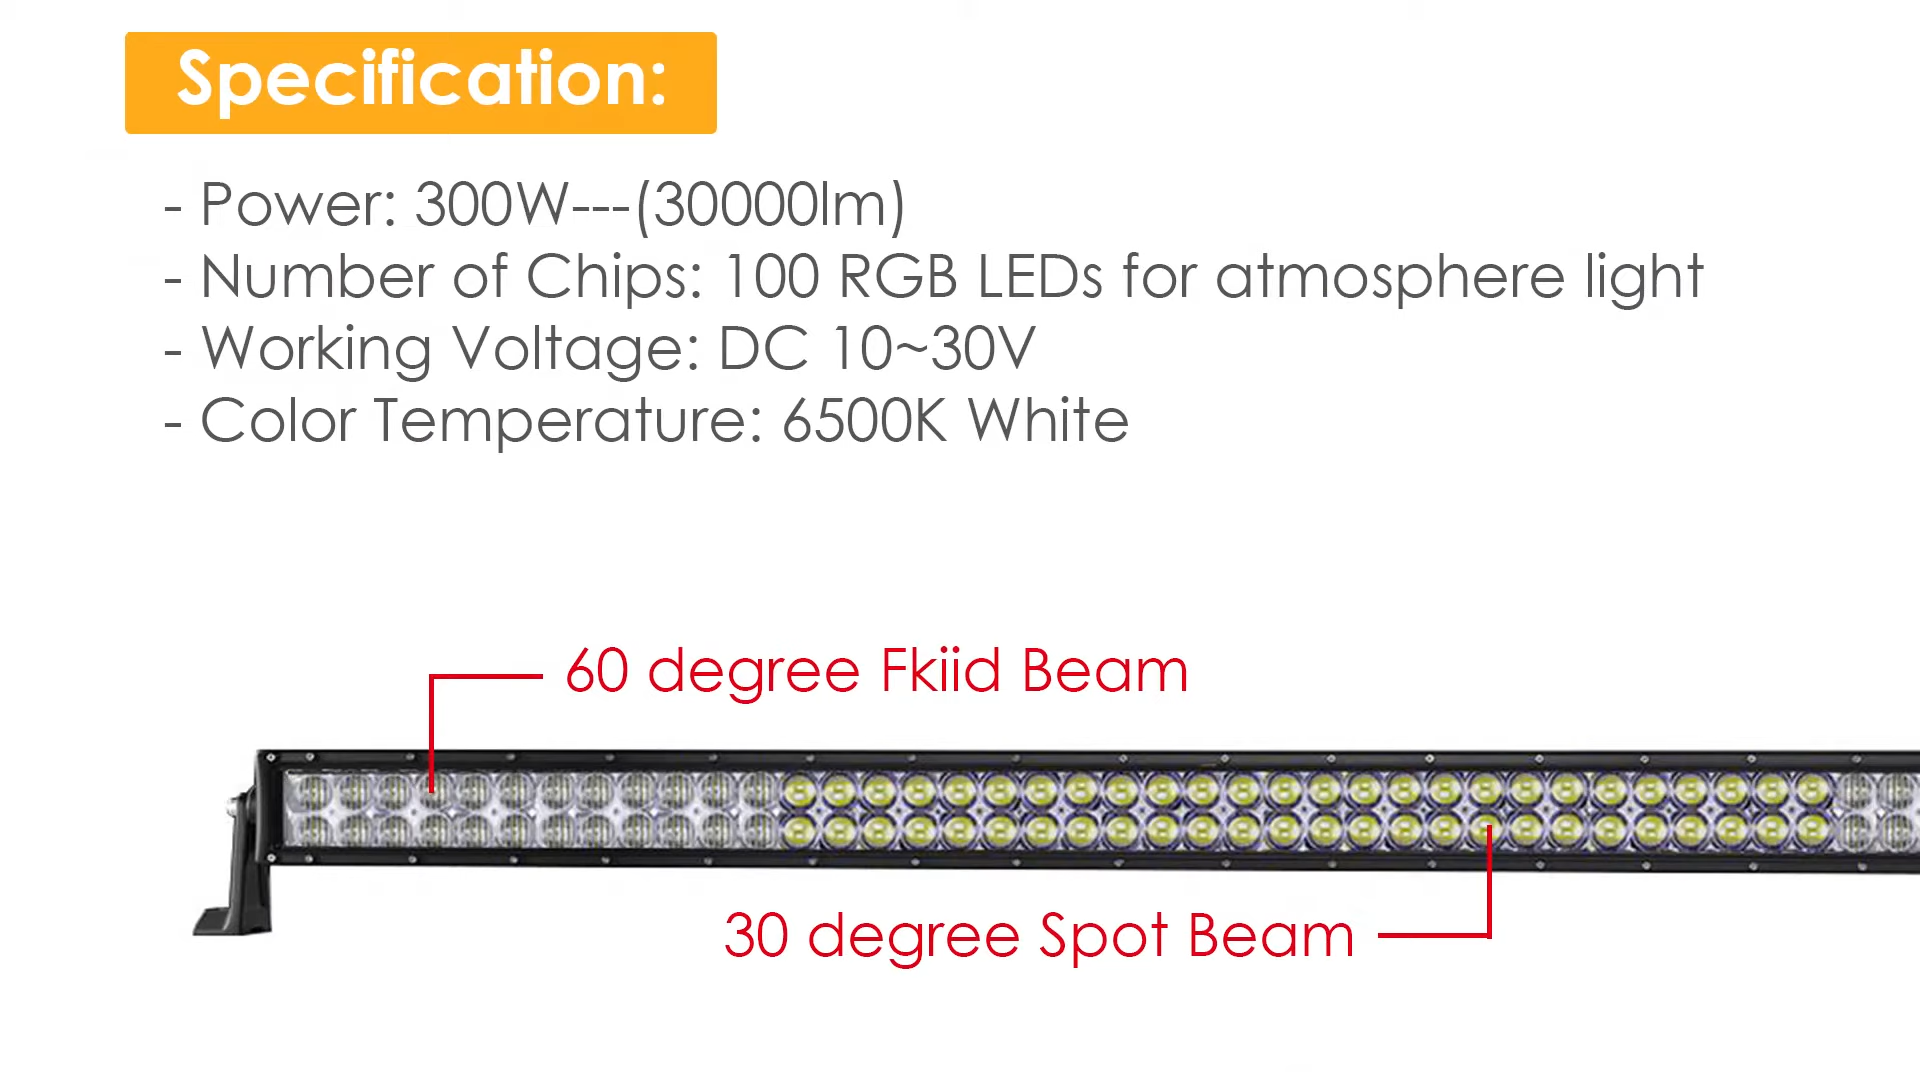 Specification:
- Power: 300W---(30000lm)
- Number of Chips: 100 RGB LEDs for atmosphere light
- Working Voltage: DC 10~30V
- Color Temperature: 6500K White
60 degree Fkiid Beam
30 degree Spot Beam